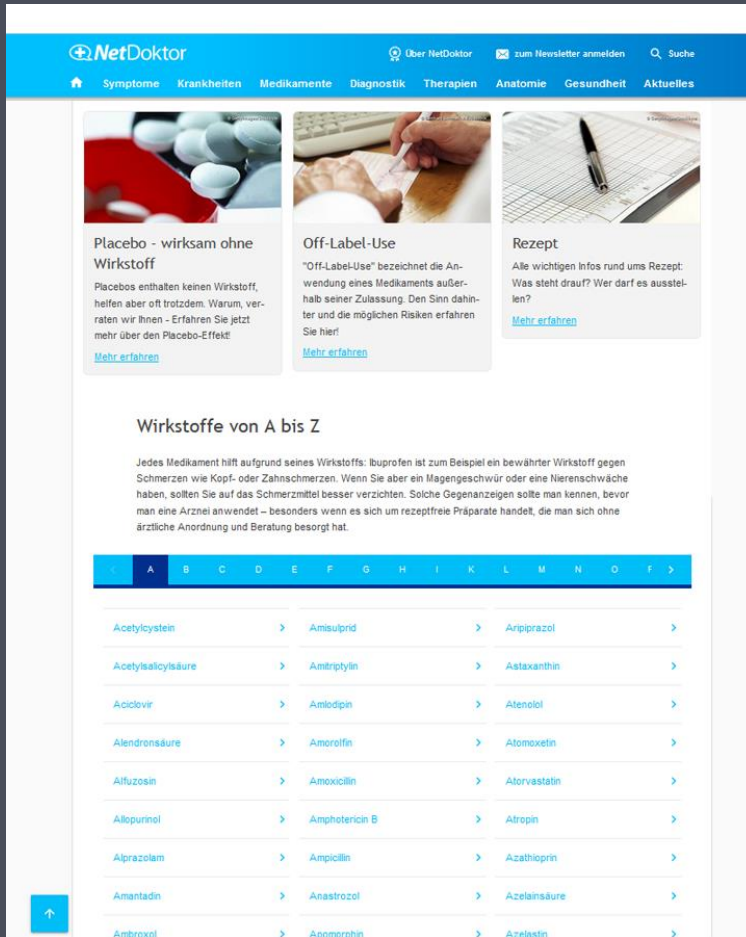 NetDoktor
Über NetDoktor
zum Newsletter anmelden
Suche
Symptome
Krankheiten
Medikamente
Diagnostik
Therapien
Anatomie
Gesundheit
Aktuelles
Placebo - wirksam ohne
Wirkstoff
Placebos enthalten keinen Wirkstoff,
helfen aber oft trotzdem. Warum, ver-
raten wir Ihnen - Erfahren Sie jetzt
mehr über den Placebo-Effekt!
Mehr erfahren
Off-Label-Use
"Off-Label-Use" bezeichnet die An-
wendung eines Medikaments außer-
halb seiner Zulassung. Den Sinn dahin-
ter und die möglichen Risiken erfahren
Sie hier!
Mehr erfahren
Rezept
Alle wichtigen Infos rund ums Rezept:
Was steht drauf? Wer darf es ausstel-
len?
Mehr erfahren
Wirkstoffe von A bis Z
Jedes Medikament hilft aufgrund seines Wirkstoffs: Ibuprofen ist zum Beispiel ein bewährter Wirkstoff gegen
Schmerzen wie Kopf- oder Zahnschmerzen. Wenn Sie aber ein Magengeschwür oder eine Nierenschwäche
haben, sollten Sie auf das Schmerzmittel besser verzichten. Solche Gegenanzeigen sollte man kennen, bevor
man eine Arznei anwendet – besonders wenn es sich um rezeptfreie Präparate handelt, die man sich ohne
ärztliche Anordnung und Beratung besorgt hat.
A B C D E F G H I K L M N O
Acetylcystein
Amisulprid
Aripiprazol
Acetylsalicylsäure
Amitriptylin
Astaxanthin
Aciclovir
Amlodipin
Atenolol
Alendronsäure
Amorolfin
Atomoxetin
Alfuzosin
Amoxicillin
Atorvastatin
Allopurinol
Amphotericin B
Atropin
Alprazolam
Ampicillin
Azathioprin
Amantadin
Anastrozol
Azelainsäure
Ambroxol
Apomorphin
Azelastin